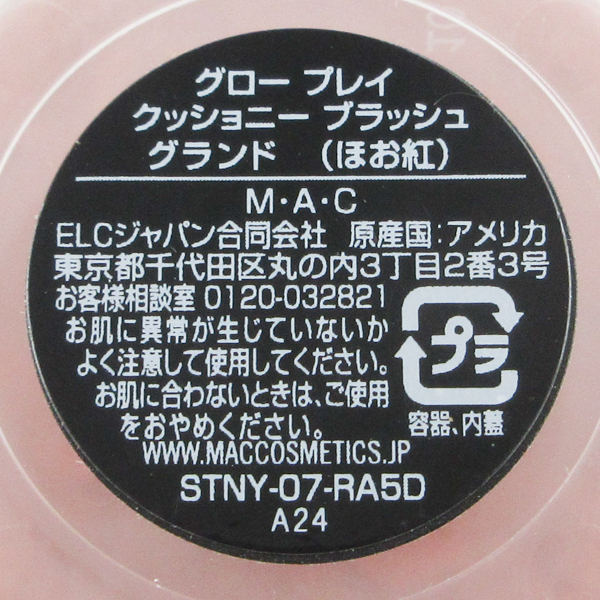 グロー プレイ
クッショニー ブラッシュ
グランド （ほお紅）
M・A・C
ELCジャパン合同会社 原産国：アメリカ
東京都千代田区丸の内3丁目2番3号
お客様相談室 0120-032821
お肌に異常が生じていないか
よく注意して使用してください。
お肌に合わないときは、ご使用
をおやめください。
プラ
容器、内蓋
WWW.MACCOSMETICS.JP
STNY-07-RA5D
A24